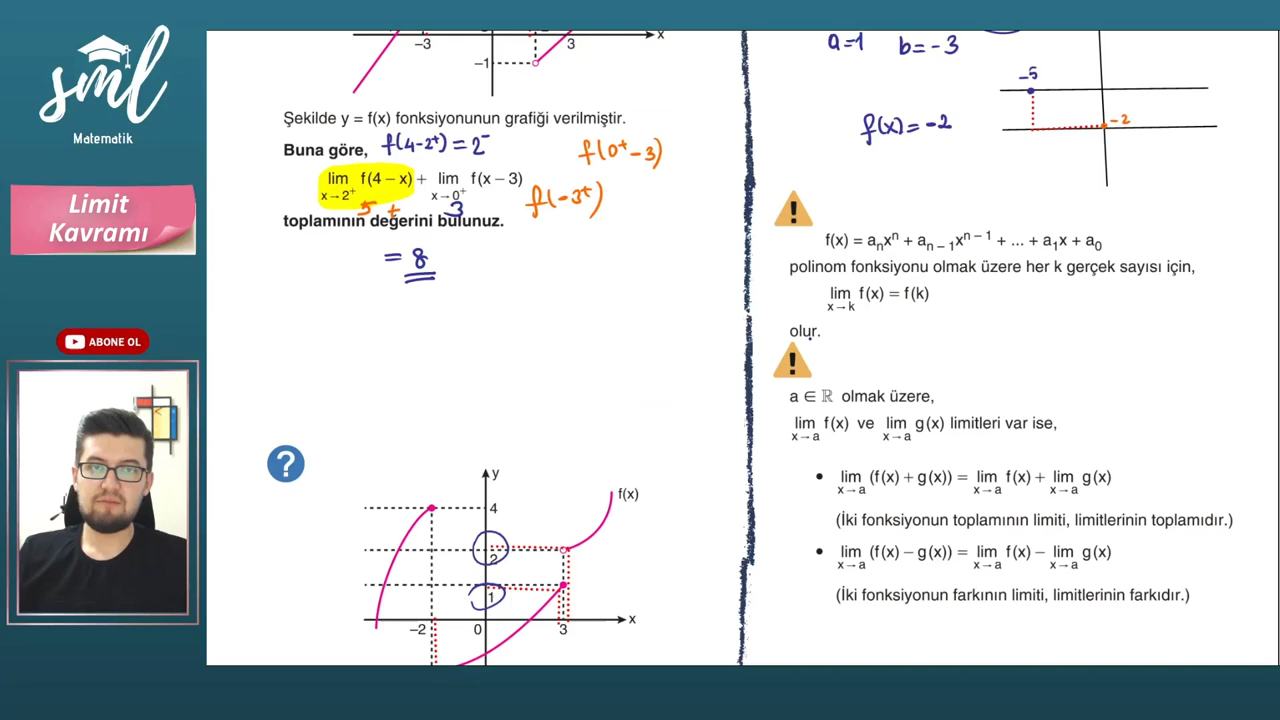 sml
Matematik
Limit
Kavramı
ABONE OL
−3
3
x
−1
Şekilde y = f(x) fonksiyonunun grafiği verilmiştir.
Buna göre, f(4-2⁺) = 2⁻
f(0⁺-3)
lim f(4 − x) + lim f(x − 3)
x→2⁺ x→0⁺
f(-3⁺)
5 + 3
toplamının değerini bulunuz.
= 8
?
y
f(x)
4
2
1
−2
0
3
x
a=1 b=-3
-5
f(x)=-2
-2
!
f(x) = aₙxⁿ + aₙ₋₁xⁿ⁻¹ + ... + a₁x + a₀
polinom fonksiyonu olmak üzere her k gerçek sayısı için,
lim f(x) = f(k)
x→k
olur.
!
a ∈ ℝ olmak üzere,
lim f(x) ve lim g(x) limitleri var ise,
x→a x→a
• lim (f(x) + g(x)) = lim f(x) + lim g(x)
x→a x→a x→a
(İki fonksiyonun toplamının limiti, limitlerinin toplamıdır.)
• lim (f(x) − g(x)) = lim f(x) − lim g(x)
x→a x→a x→a
(İki fonksiyonun farkının limiti, limitlerinin farkıdır.)